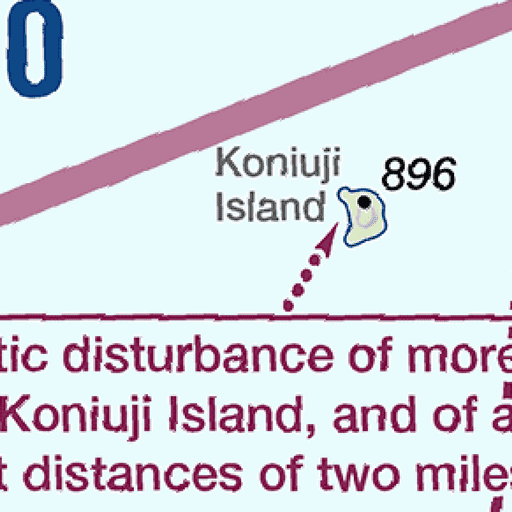 0
Koniuji
896
Island
tic disturbance of more
Koniuji Island, and of a
t distances of two miles